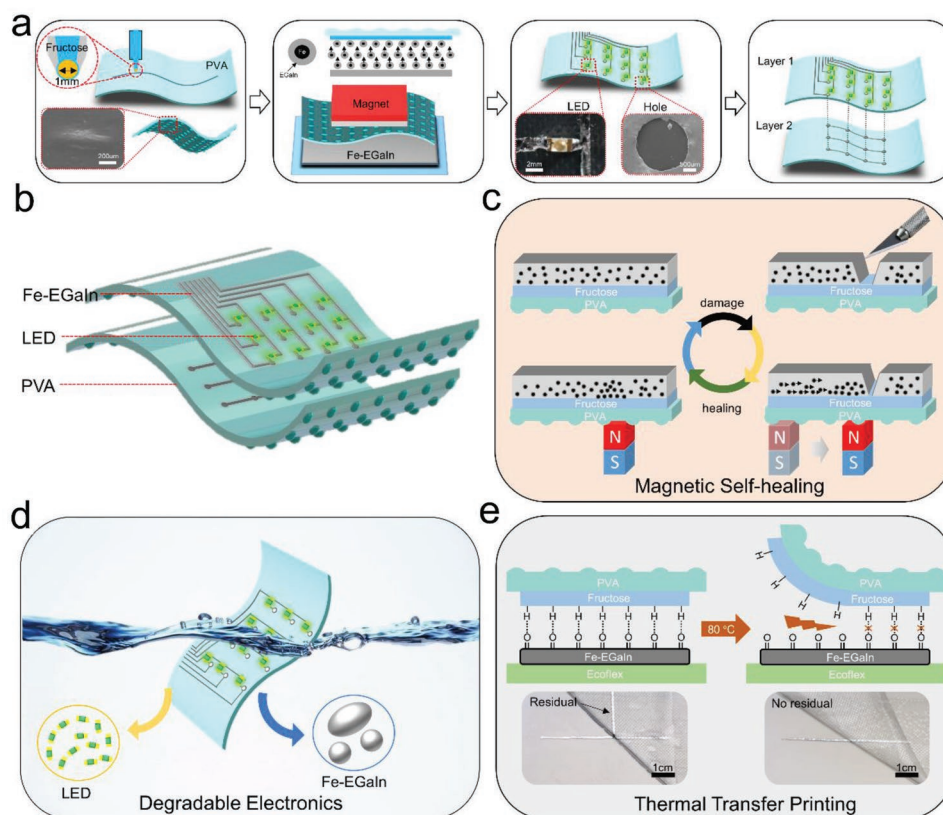 a
Fructose
1mm
PVA
200um
Fe
EGaIn
Magnet
Fe-EGaIn
LED
Hole
2mm
500um
Layer 1
Layer 2
b
Fe-EGaIn
LED
PVA
c
Fructose
PVA
damage
Fructose
PVA
healing
Fructose
PVA
N
S
Fructose
PVA
N
N
S
S
Magnetic Self-healing
d
LED
Fe-EGaIn
Degradable Electronics
e
PVA
Fructose
H H H H H H H
O O O O O O O
Fe-EGaIn
Ecoflex
80 °C
PVA
Fructose
H
H
H
H
H H H
O O O O O O O
Fe-EGaIn
Ecoflex
Residual
1cm
No residual
1cm
Thermal Transfer Printing